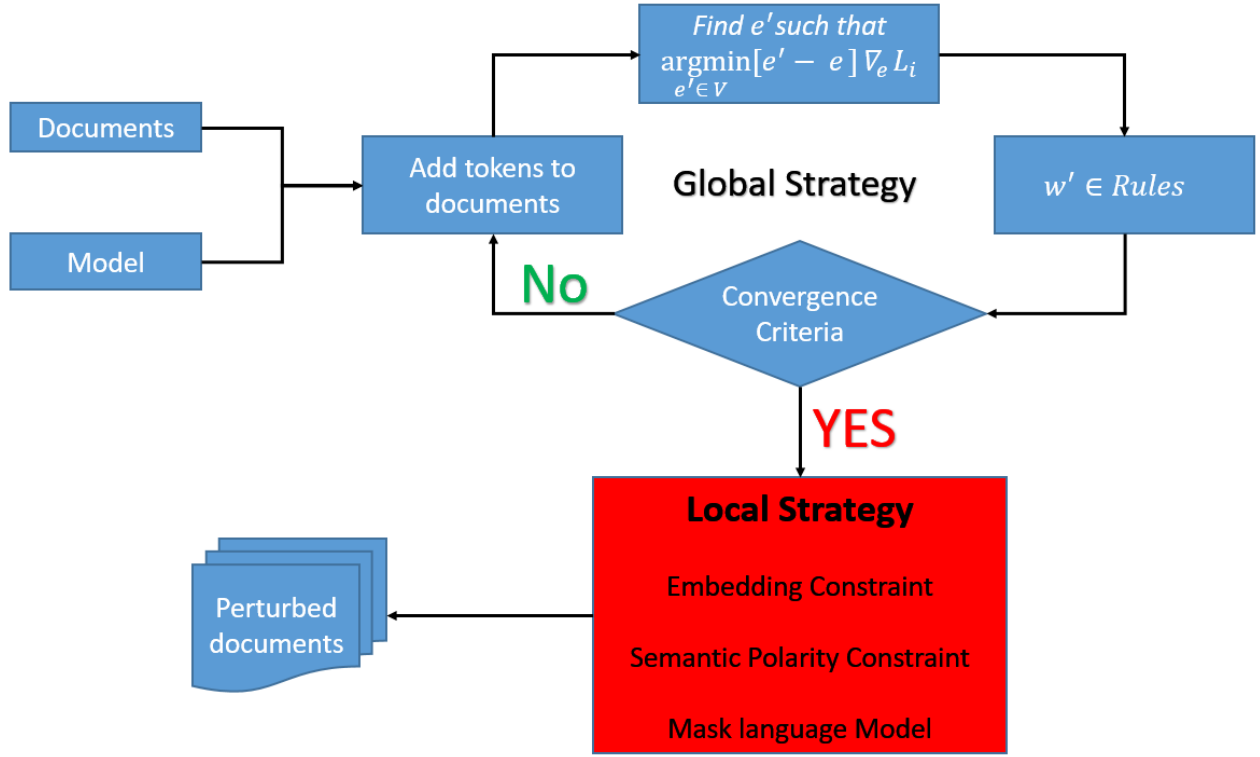 Find e′ such that
argmin[e′ − e] ∇ₑ Lᵢ
e′∈ V
Documents
Add tokens to
documents
Global Strategy
w′ ∈ Rules
Model
No
Convergence
Criteria
YES
Local Strategy
Embedding Constraint
Semantic Polarity Constraint
Mask language Model
Perturbed
documents